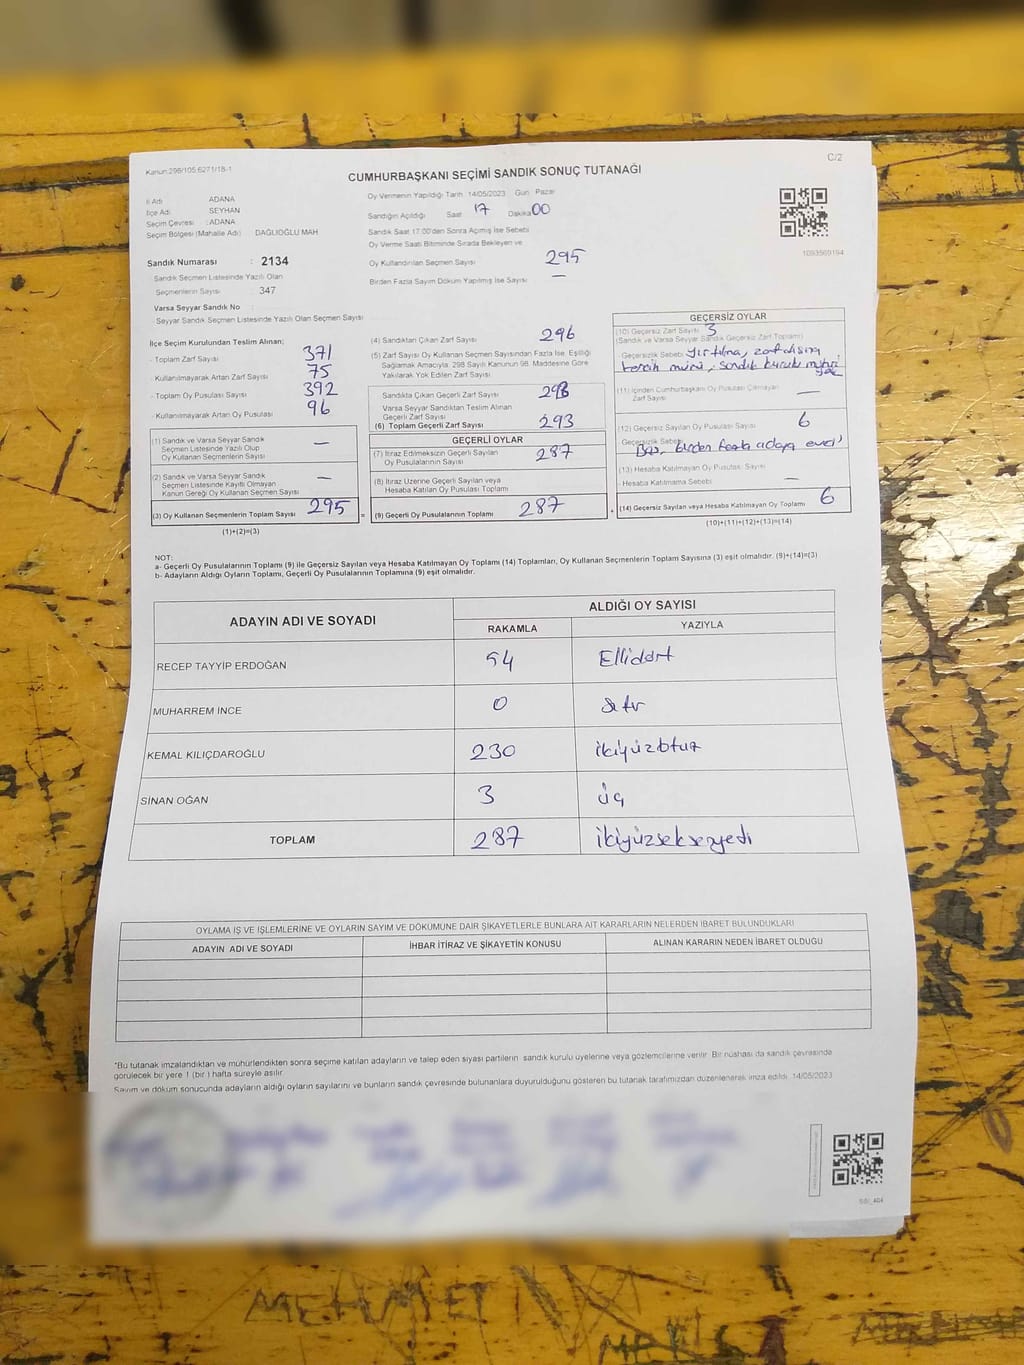 Kanun:298/105,6271/18-1
C/2
CUMHURBAŞKANI SEÇİMİ SANDIK SONUÇ TUTANAĞI
İl Adı ADANA
İlçe Adı SEYHAN
Seçim Çevresi : ADANA
Seçim Bölgesi (Mahalle Adı) DAĞLIOĞLU MAH
Sandık Numarası : 2134
Sandık Seçmen Listesinde Yazılı Olan
Seçmenlerin Sayısı : 347
Varsa Seyyar Sandık No
Seyyar Sandık Seçmen Listesinde Yazılı Olan Seçmen Sayısı
Oy Vermenin Yapıldığı Tarih 14/05/2023 Gün Pazar
Sandığın Açıldığı Saat 17 Dakika 00
Sandık Saat 17:00'den Sonra Açılmış İse Sebebi
Oy Verme Saati Bitiminde Sırada Bekleyen ve
Oy Kullandırılan Seçmen Sayısı 295
Birden Fazla Sayım Döküm Yapılmış İse Sayısı —
1093569194
İlçe Seçim Kurulundan Teslim Alınan;
- Toplam Zarf Sayısı 371
- Kullanılmayarak Artan Zarf Sayısı 75
- Toplam Oy Pusulası Sayısı 392
- Kullanılmayarak Artan Oy Pusulası 96
(1) Sandık ve Varsa Seyyar Sandık
Seçmen Listesinde Yazılı Olup
Oy Kullanan Seçmenlerin Sayısı —
(2) Sandık ve Varsa Seyyar Sandık
Seçmen Listesinde Kayıtlı Olmayan
Kanun Gereği Oy Kullanan Seçmen Sayısı —
(3) Oy Kullanan Seçmenlerin Toplam Sayısı 295
(1)+(2)=(3)
(4) Sandıktan Çıkan Zarf Sayısı 296
(5) Zarf Sayısı Oy Kullanan Seçmen Sayısından Fazla İse, Eşitliği
Sağlamak Amacıyla, 298 Sayılı Kanunun 98. Maddesine Göre
Yakılarak Yok Edilen Zarf Sayısı
Sandıkta Çıkan Geçerli Zarf Sayısı
Varsa Seyyar Sandıktan Teslim Alınan
Geçerli Zarf Sayısı
(6) Toplam Geçerli Zarf Sayısı 293
GEÇERLİ OYLAR
(7) İtiraz Edilmeksizin Geçerli Sayılan
Oy Pusulasının Sayısı 287
(8) İtiraz Üzerine Geçerli Sayılan veya
Hesaba Katılan Oy Pusulası Toplamı —
(9) Geçerli Oy Pusulalarının Toplamı 287
GEÇERSİZ OYLAR
(10) Geçersiz Zarf Sayısı 3
(Sandık ve Varsa Seyyar Sandık Geçersiz Zarf Toplamı)
- Geçersizlik Sebebi Yırtılma, zarf dışına
tercih mührü, sandık kurulu mührü
(11) İçinden Cumhurbaşkanı Oy Pusulası Çıkmayan
Zarf Sayısı —
(12) Geçersiz Sayılan Oy Pusulası Sayısı 6
Geçersizlik Sebebi Boş, birden fazla adaya evet
(13) Hesaba Katılmayan Oy Pusulası Sayısı
- Hesaba Katılmama Sebebi —
(14) Geçersiz Sayılan veya Hesaba Katılmayan Oy Toplamı 6
(10)+(11)+(12)+(13)=(14)
NOT:
a- Geçerli Oy Pusulalarının Toplamı (9) ile Geçersiz Sayılan veya Hesaba Katılmayan Oy Toplamı (14) Toplamları, Oy Kullanan Seçmenlerin Toplam Sayısına (3) eşit olmalıdır. (9)+(14)=(3)
b- Adayların Aldığı Oyların Toplamı, Geçerli Oy Pusulalarının Toplamına (9) eşit olmalıdır.
ADAYIN ADI VE SOYADI ALDIĞI OY SAYISI
RAKAMLA YAZIYLA
RECEP TAYYİP ERDOĞAN 54 Ellidört
MUHARREM İNCE 0 sıfır
KEMAL KILIÇDAROĞLU 230 ikiyüzotuz
SİNAN OĞAN 3 üç
TOPLAM 287 ikiyüzseksenyedi
OYLAMA İŞ VE İŞLEMLERİNE VE OYLARIN SAYIM VE DÖKÜMÜNE DAİR ŞİKAYETLERLE BUNLARA AİT KARARLARIN NELERDEN İBARET BULUNDUKLARI
ADAYIN ADI VE SOYADI İHBAR İTİRAZ VE ŞİKAYETİN KONUSU ALINAN KARARIN NEDEN İBARET OLDUĞU
*Bu tutanak imzalandıktan ve mühürlendikten sonra seçime katılan adayların ve talep eden siyasi partilerin sandık kurulu üyelerine veya gözlemcilerine verilir. Bir nüshası da sandık çevresinde
görülecek bir yere 1 (bir) hafta süreyle asılır.
Sayım ve döküm sonucunda adayların aldığı oyların sayılarını ve bunların sandık çevresinde bulunanlara duyurulduğunu gösteren bu tutanak tarafımızdan düzenlenerek imza edildi. 14/05/2023
MEHMET